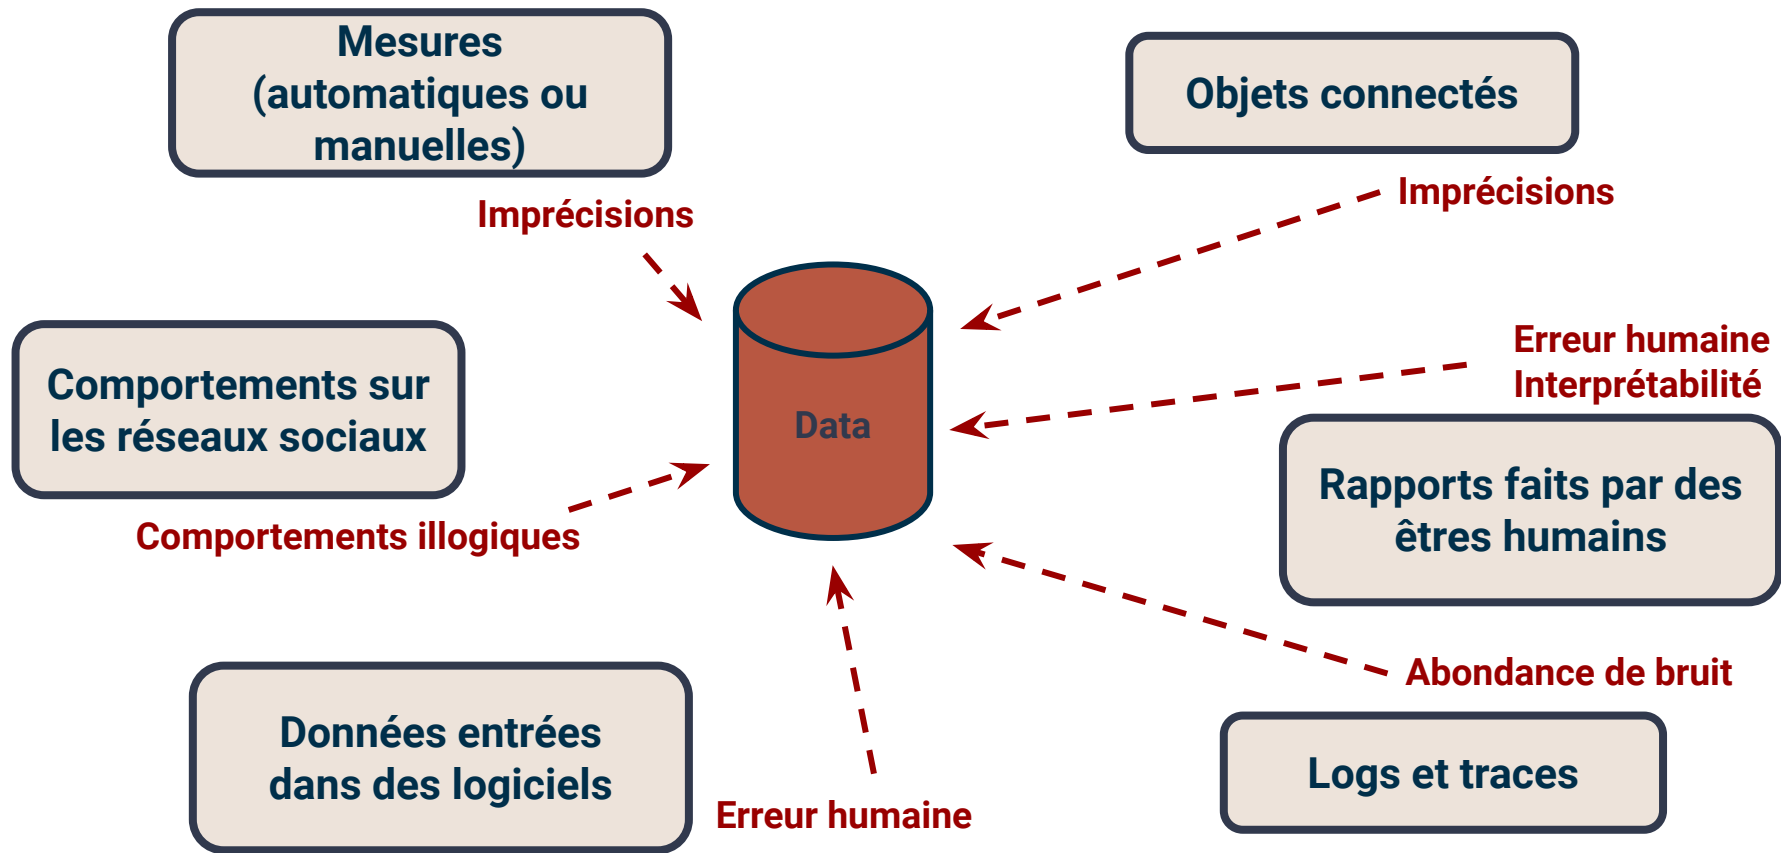 Mesures
(automatiques ou
manuelles)
Imprécisions
Objets connectés
Imprécisions
Comportements sur
les réseaux sociaux
Comportements illogiques
Data
Erreur humaine
Interprétabilité
Rapports faits par des
êtres humains
Données entrées
dans des logiciels
Erreur humaine
Abondance de bruit
Logs et traces